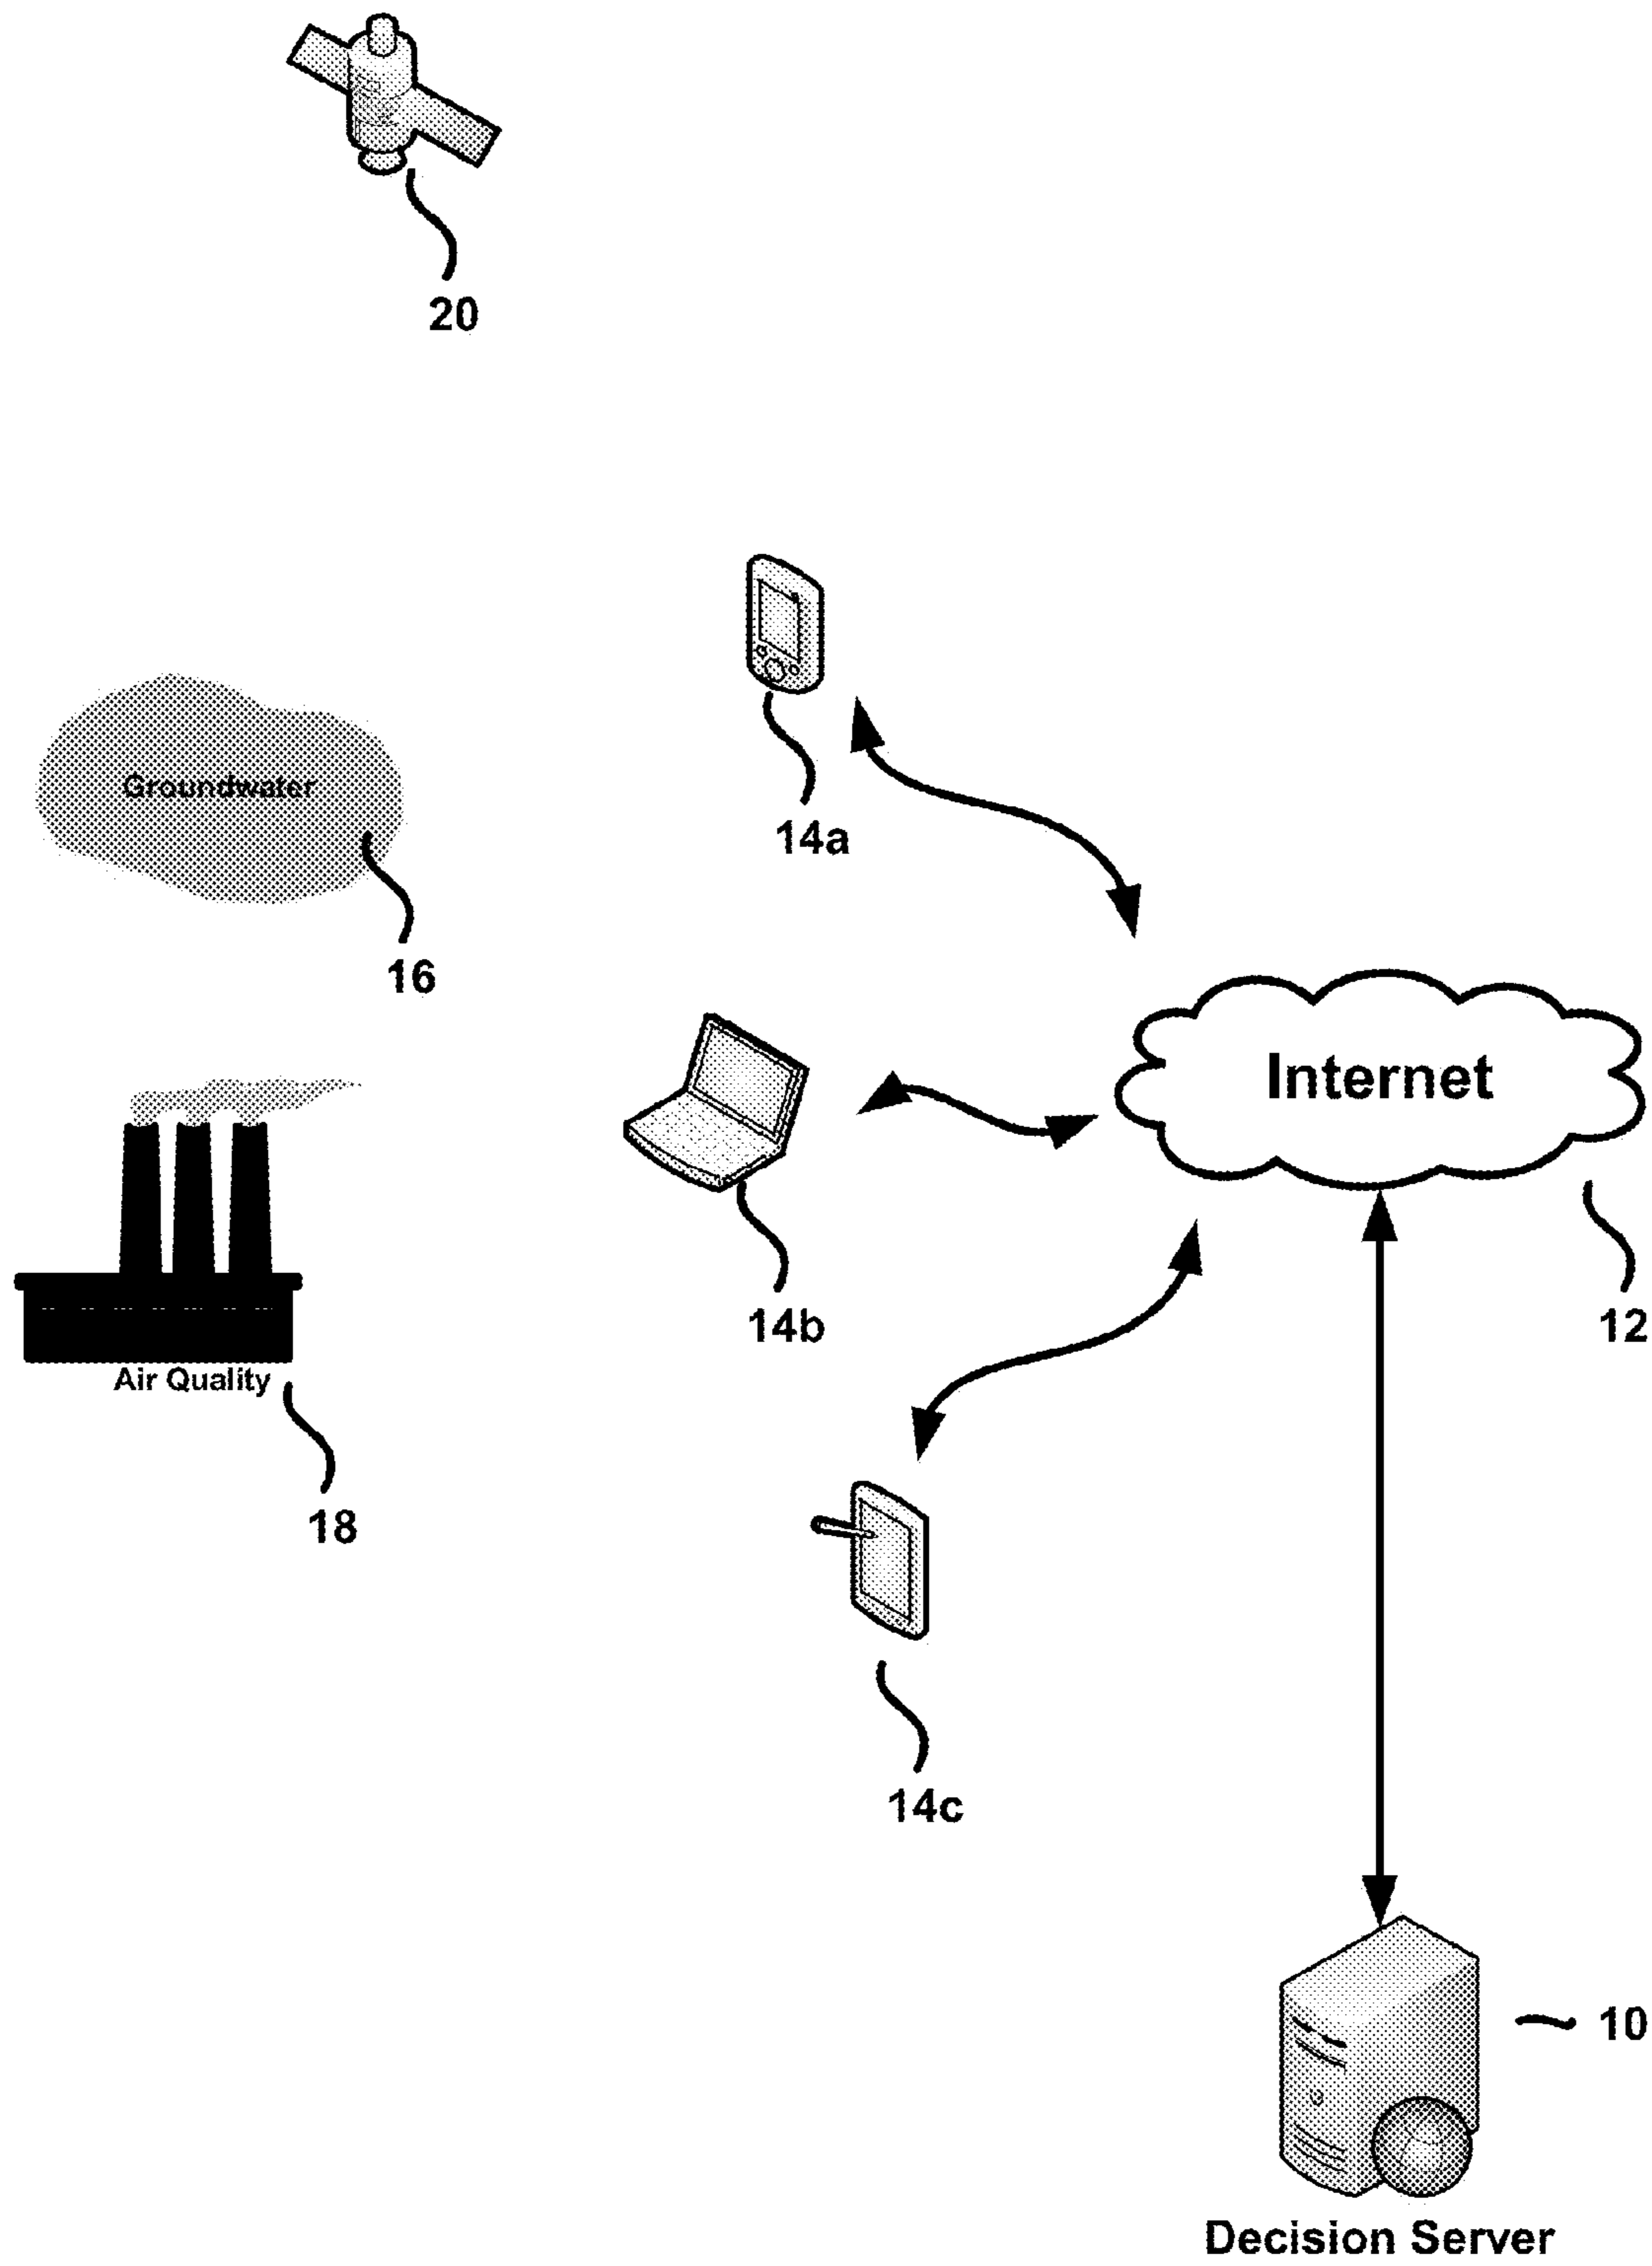 20
14a
Groundwater
16
Internet
14b
12
Air Quality
18
14c
10
Decision Server